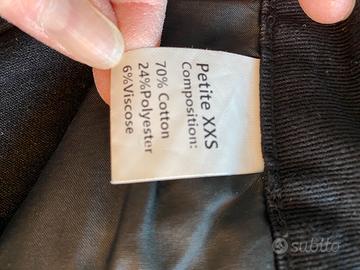 Petite XXS
Composition:
70% Cotton
24%Polyester
6%Viscose
subito